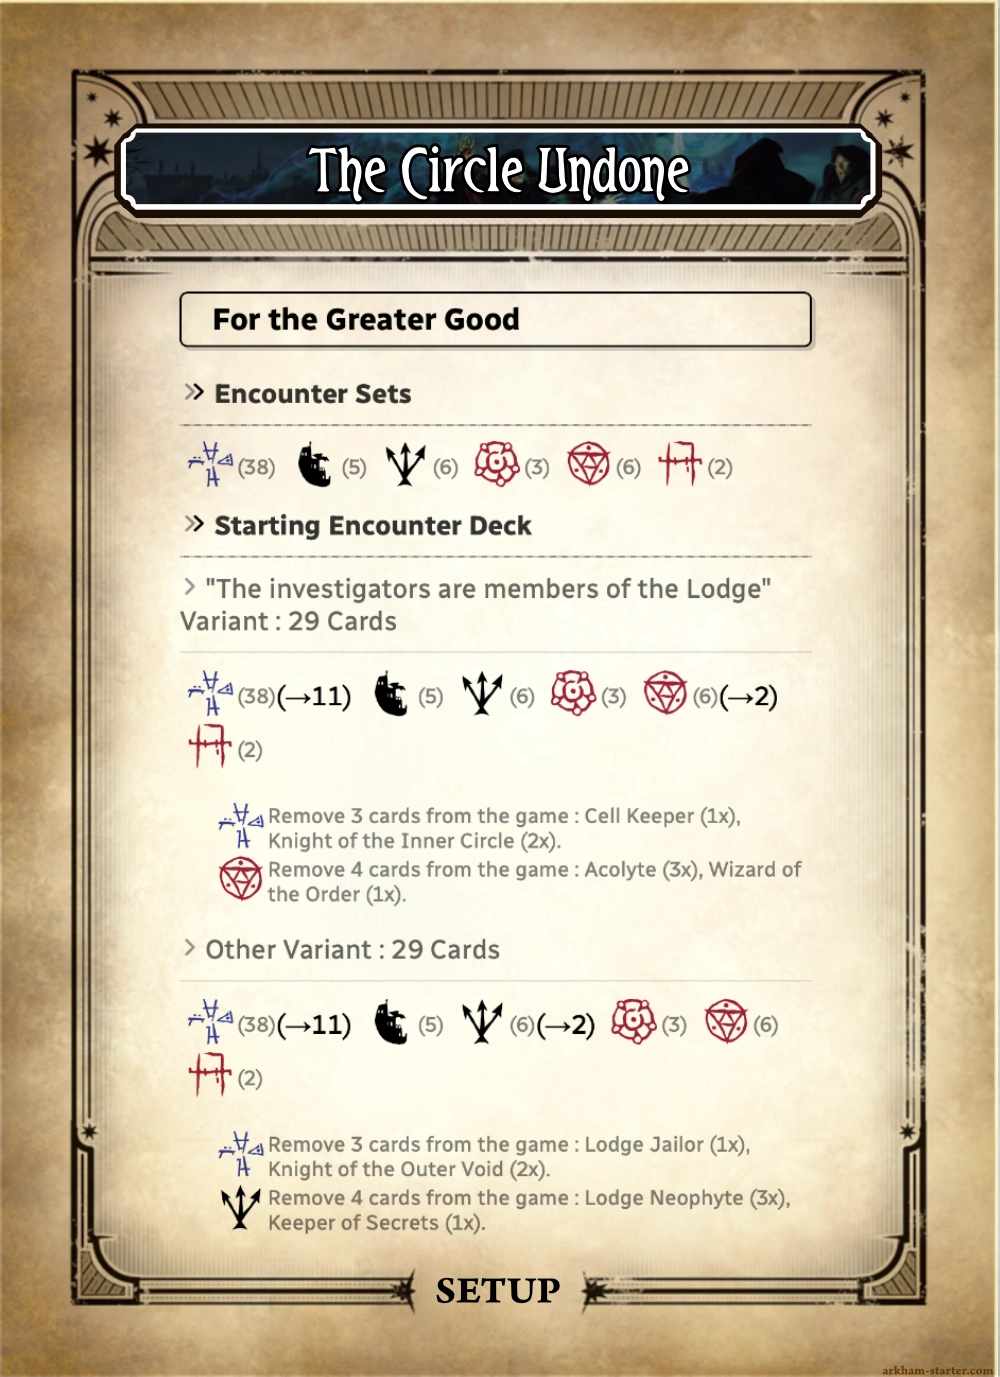 The Circle Undone
For the Greater Good
Encounter Sets
(38) (5) (6) (3) (6) (2)
Starting Encounter Deck
"The investigators are members of the Lodge"
Variant : 29 Cards
(38)(→11) (5) (6) (3) (6)(→2)
(2)
Remove 3 cards from the game : Cell Keeper (1x),
Knight of the Inner Circle (2x).
Remove 4 cards from the game : Acolyte (3x), Wizard of
the Order (1x).
Other Variant : 29 Cards
(38)(→11) (5) (6)(→2) (3) (6)
(2)
Remove 3 cards from the game : Lodge Jailor (1x),
Knight of the Outer Void (2x).
Remove 4 cards from the game : Lodge Neophyte (3x),
Keeper of Secrets (1x).
SETUP
arkham-starter.com